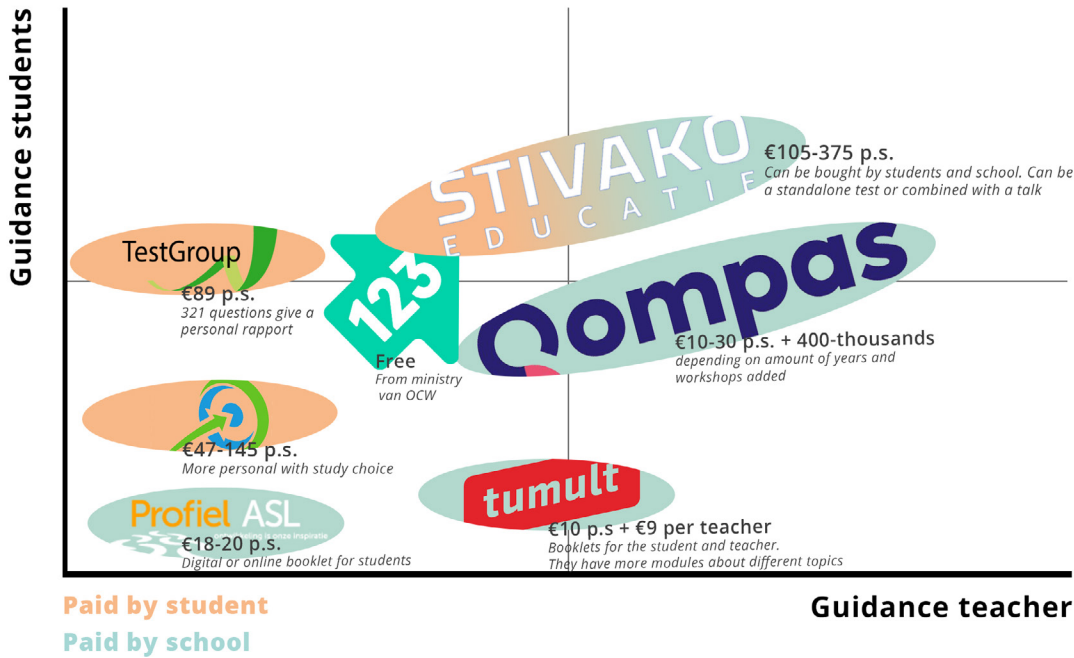 Guidance students
STIVAKO
EDUCATIE
€105-375 p.s.
Can be bought by students and school. Can be
a standalone test or combined with a talk
TestGroup
€89 p.s.
321 questions give a
personal rapport
123
Free
From ministry
van OCW
Qompas
€10-30 p.s. + 400-thousands
depending on amount of years and
workshops added
€47-145 p.s.
More personal with study choice
Profiel ASL
€18-20 p.s.
Digital or online booklet for students
tumult
€10 p.s + €9 per teacher
Booklets for the student and teacher.
They have more modules about different topics
Paid by student
Paid by school
Guidance teacher